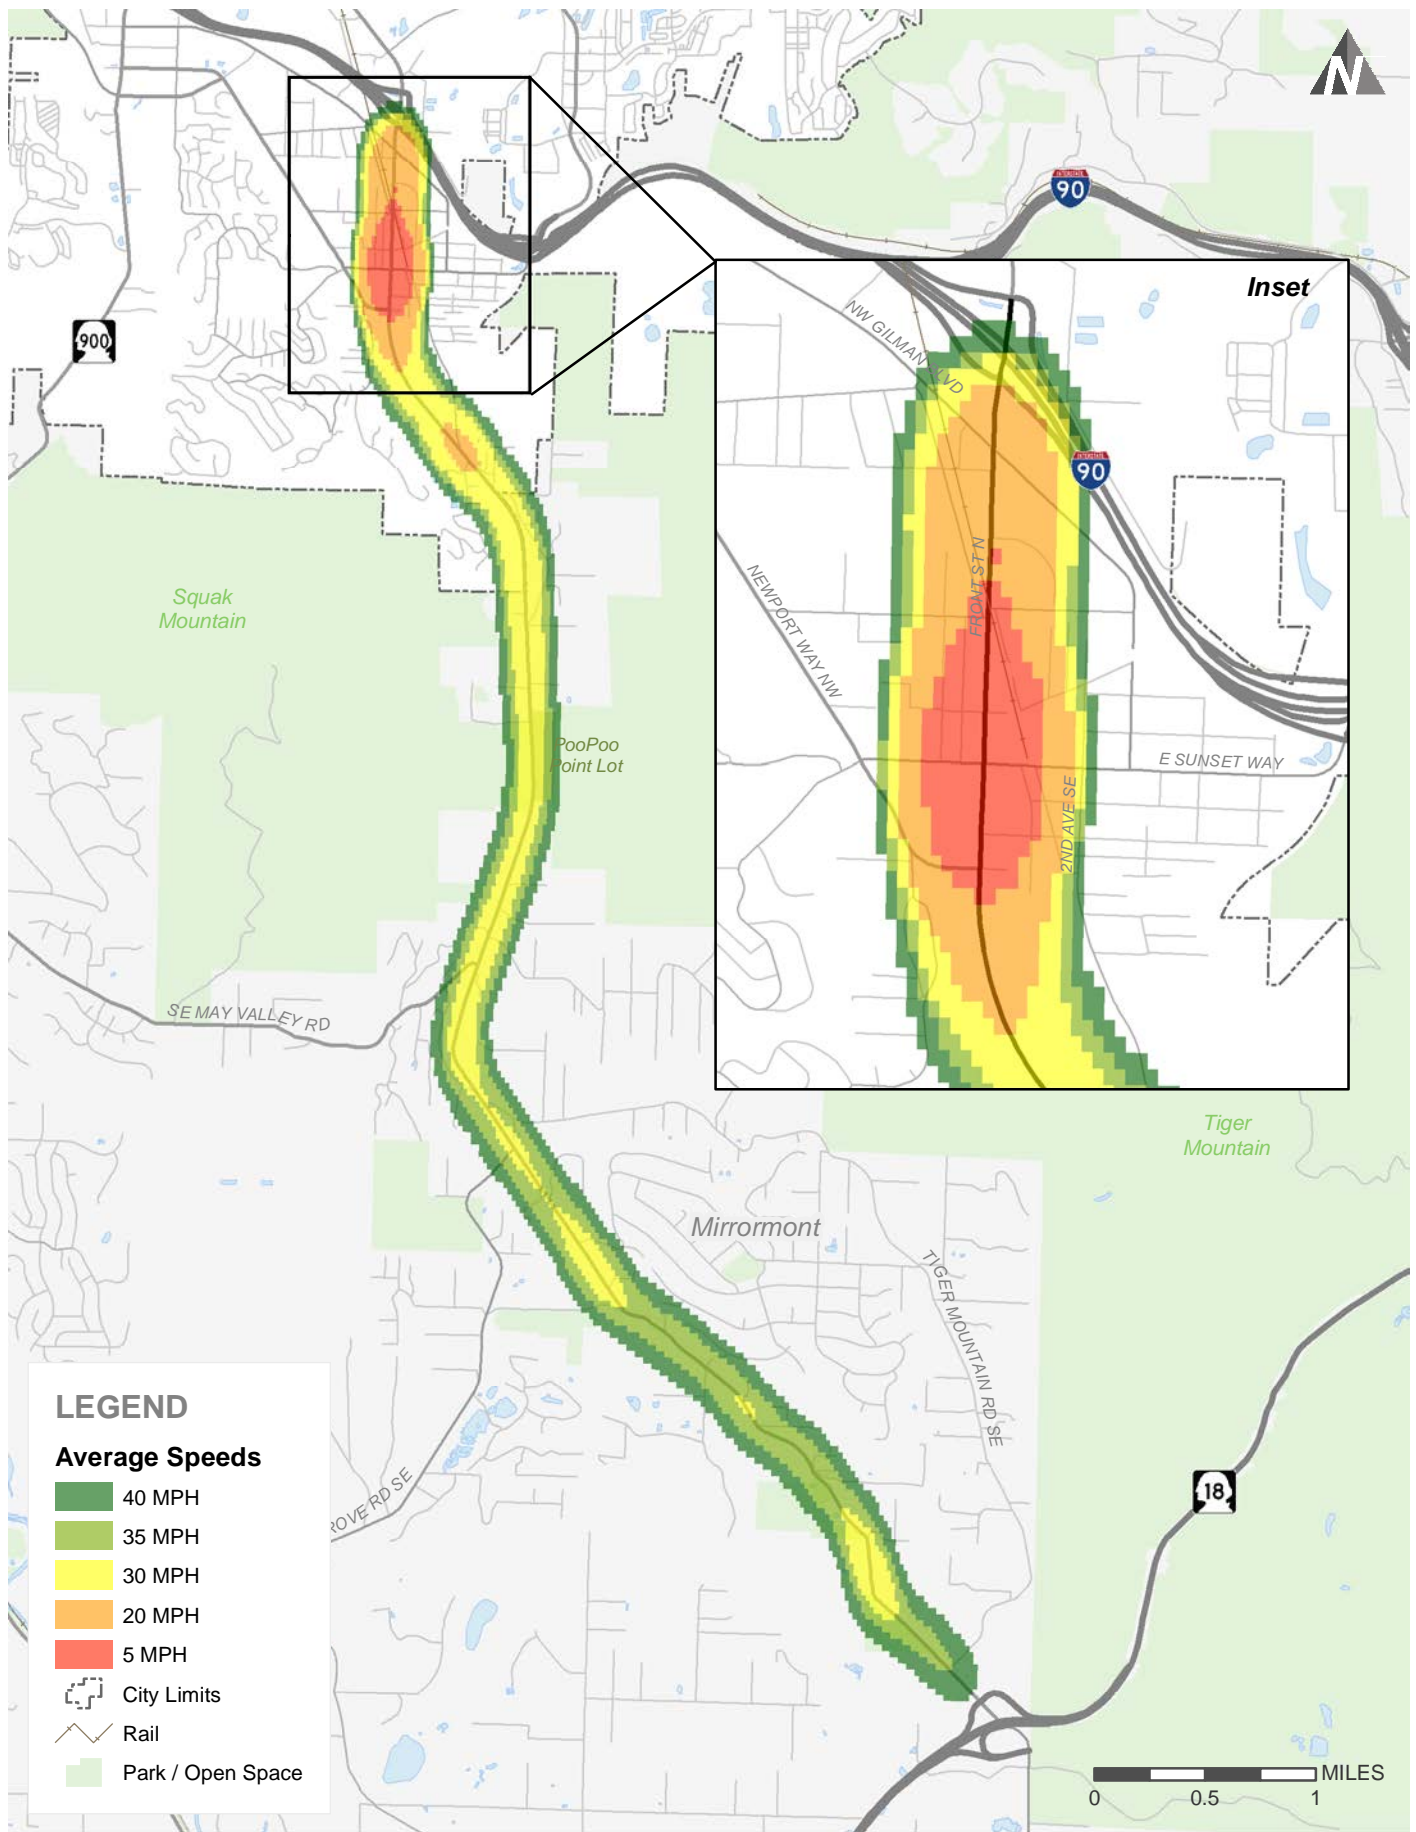 N
INTERSTATE
90
Inset
NW GILMAN
LVD
INTERSTATE
90
900
FRONT ST N
NEWPORT WAY NW
Squak
Mountain
PooPoo
Point Lot
E SUNSET WAY
2ND AVE SE
SE MAY VALLEY RD
Tiger
Mountain
Mirrormont
TIGER MOUNTAIN RD SE
LEGEND
Average Speeds
40 MPH
35 MPH
30 MPH
20 MPH
5 MPH
City Limits
Rail
Park / Open Space
ROVE RD SE
18
MILES
0 0.5 1